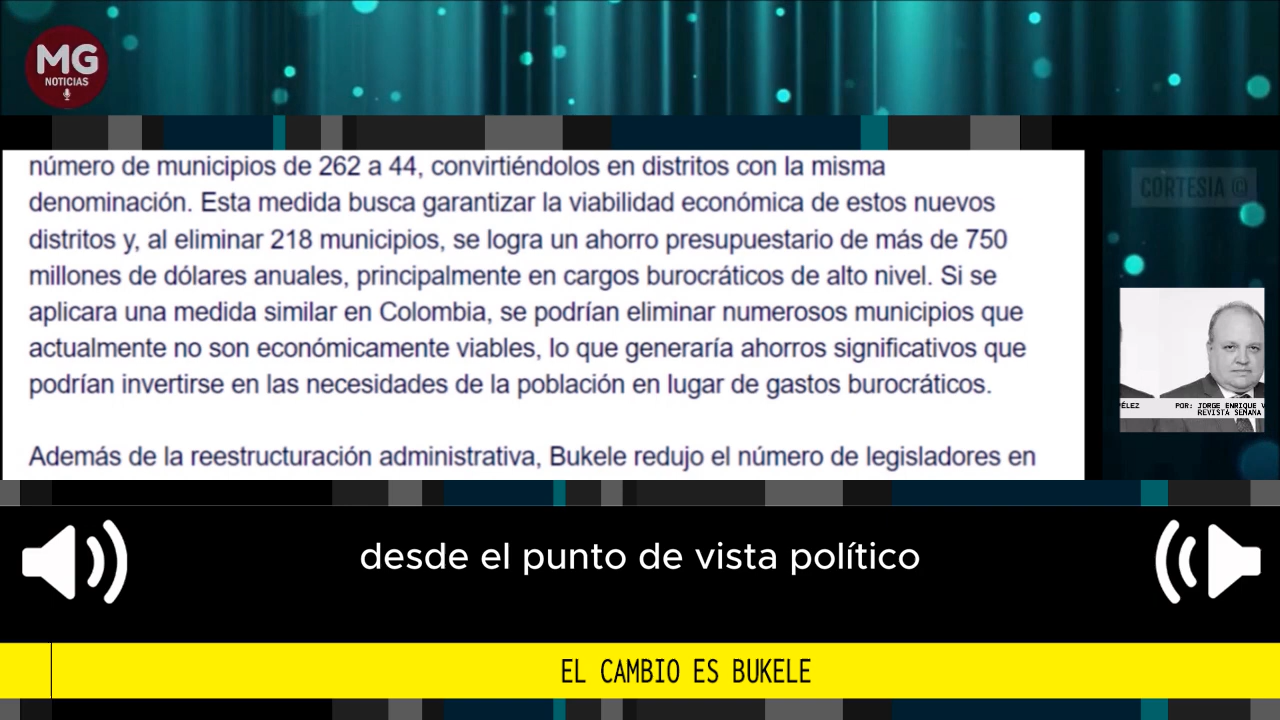 MG
NOTICIAS
número de municipios de 262 a 44, convirtiéndolos en distritos con la misma
denominación. Esta medida busca garantizar la viabilidad económica de estos nuevos
distritos y, al eliminar 218 municipios, se logra un ahorro presupuestario de más de 750
millones de dólares anuales, principalmente en cargos burocráticos de alto nivel. Si se
aplicara una medida similar en Colombia, se podrían eliminar numerosos municipios que
actualmente no son económicamente viables, lo que generaría ahorros significativos que
podrían invertirse en las necesidades de la población en lugar de gastos burocráticos.
Además de la reestructuración administrativa, Bukele redujo el número de legisladores en
CORTESIA ©
ÉLEZ
POR: JORGE ENRIQUE V
REVISTA SEMANA
desde el punto de vista político
EL CAMBIO ES BUKELE